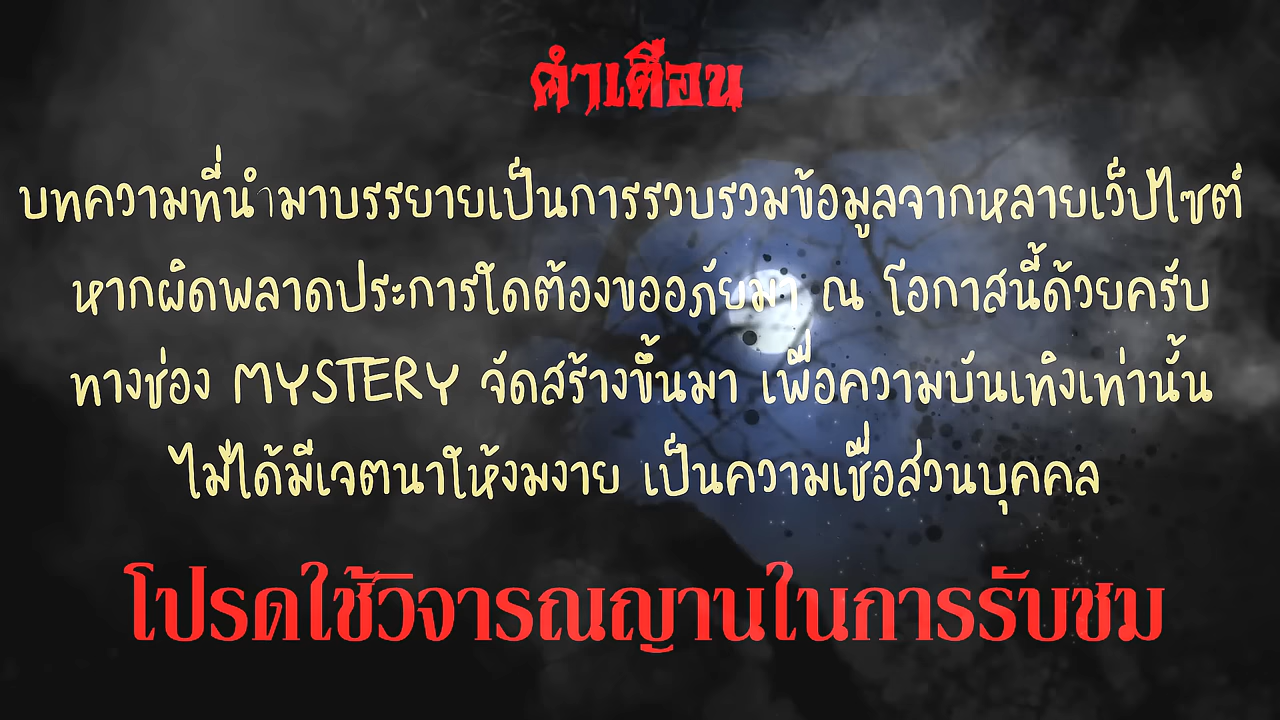 คำเตือน
บทความที่นำมาบรรยายเป็นการรวบรวมข้อมูลจากหลายเว็ปไซต์
หากผิดพลาดประการใดต้องขออภัยมา ณ โอกาสนี้ด้วยครับ
ทางช่อง MYSTERY จัดสร้างขึ้นมา เพื่อความบันเทิงเท่านั้น
ไม่ได้มีเจตนาให้งมงาย เป็นความเชื่อส่วนบุคคล
โปรดใช้วิจารณญานในการรับชม